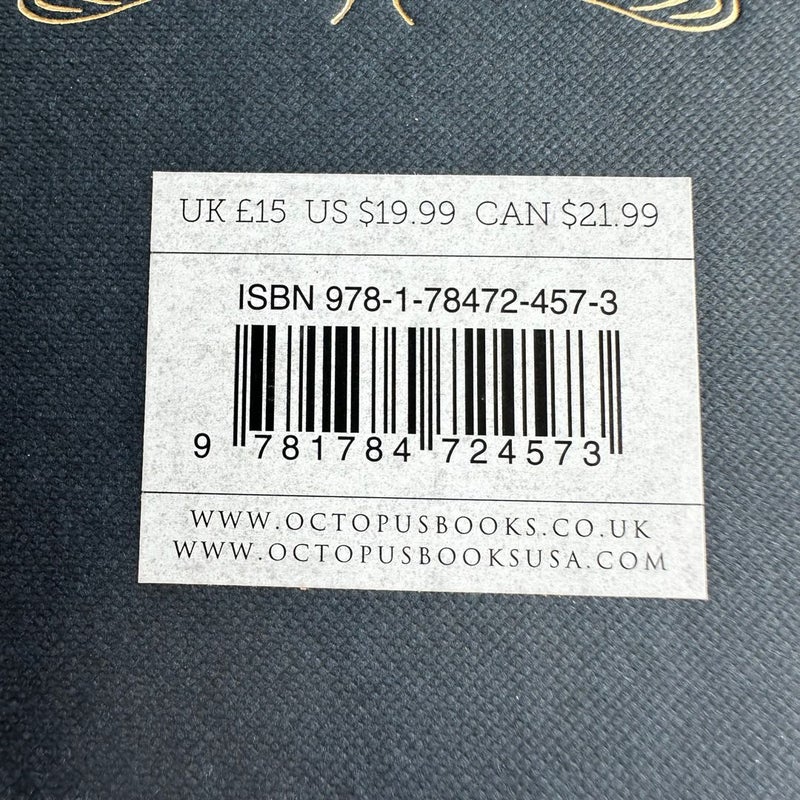 UK £15 US $19.99 CAN $21.99
ISBN 978-1-78472-457-3
9 781784 724573
WWW.OCTOPUSBOOKS.CO.UK
WWW.OCTOPUSBOOKSUSA.COM